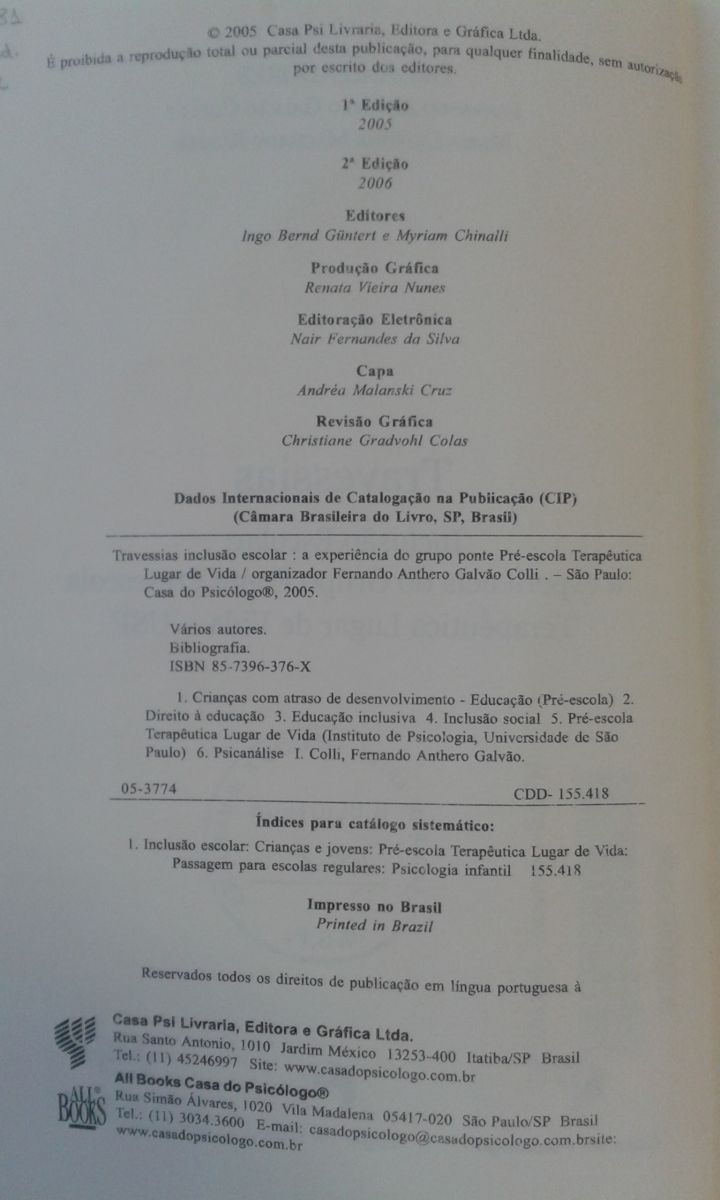 © 2005 Casa Psi Livraria, Editora e Gráfica Ltda.
É proibida a reprodução total ou parcial desta publicação, para qualquer finalidade, sem autorização
por escrito dos editores.
1ª Edição
2005
2ª Edição
2006
Editores
Ingo Bernd Güntert e Myriam Chinalli
Produção Gráfica
Renata Vieira Nunes
Editoração Eletrônica
Nair Fernandes da Silva
Capa
Andréa Malanski Cruz
Revisão Gráfica
Christiane Gradvohl Colas
Dados Internacionais de Catalogação na Publicação (CIP)
(Câmara Brasileira do Livro, SP, Brasil)
Travessias inclusão escolar : a experiência do grupo ponte Pré-escola Terapêutica
Lugar de Vida / organizador Fernando Anthero Galvão Colli . – São Paulo:
Casa do Psicólogo®, 2005.
Vários autores.
Bibliografia.
ISBN 85-7396-376-X
1. Crianças com atraso de desenvolvimento - Educação (Pré-escola) 2.
Direito à educação 3. Educação inclusiva 4. Inclusão social 5. Pré-escola
Terapêutica Lugar de Vida (Instituto de Psicologia, Universidade de São
Paulo) 6. Psicanálise I. Colli, Fernando Anthero Galvão.
05-3774 CDD- 155.418
Índices para catálogo sistemático:
1. Inclusão escolar: Crianças e jovens: Pré-escola Terapêutica Lugar de Vida:
Passagem para escolas regulares: Psicologia infantil 155.418
Impresso no Brasil
Printed in Brazil
Reservados todos os direitos de publicação em língua portuguesa à
Casa Psi Livraria, Editora e Gráfica Ltda.
Rua Santo Antonio, 1010 Jardim México 13253-400 Itatiba/SP Brasil
Tel.: (11) 45246997 Site: www.casadopsicologo.com.br
All Books Casa do Psicólogo®
ALL BOOKS®
Rua Simão Álvares, 1020 Vila Madalena 05417-020 São Paulo/SP Brasil
Tel.: (11) 3034.3600 E-mail: casadopsicologo@casadopsicologo.com.brsite:
www.casadopsicologo.com.br